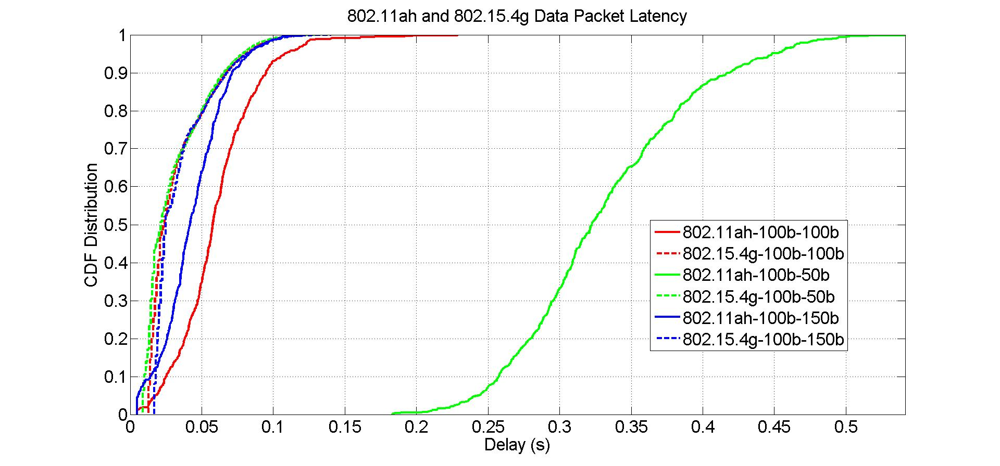 802.11ah and 802.15.4g Data Packet Latency
1
0.9
0.8
0.7
0.6
0.5
0.4
0.3
0.2
0.1
0
CDF Distribution
802.11ah-100b-100b
802.15.4g-100b-100b
802.11ah-100b-50b
802.15.4g-100b-50b
802.11ah-100b-150b
802.15.4g-100b-150b
0 0.05 0.1 0.15 0.2 0.25 0.3 0.35 0.4 0.45 0.5
Delay (s)